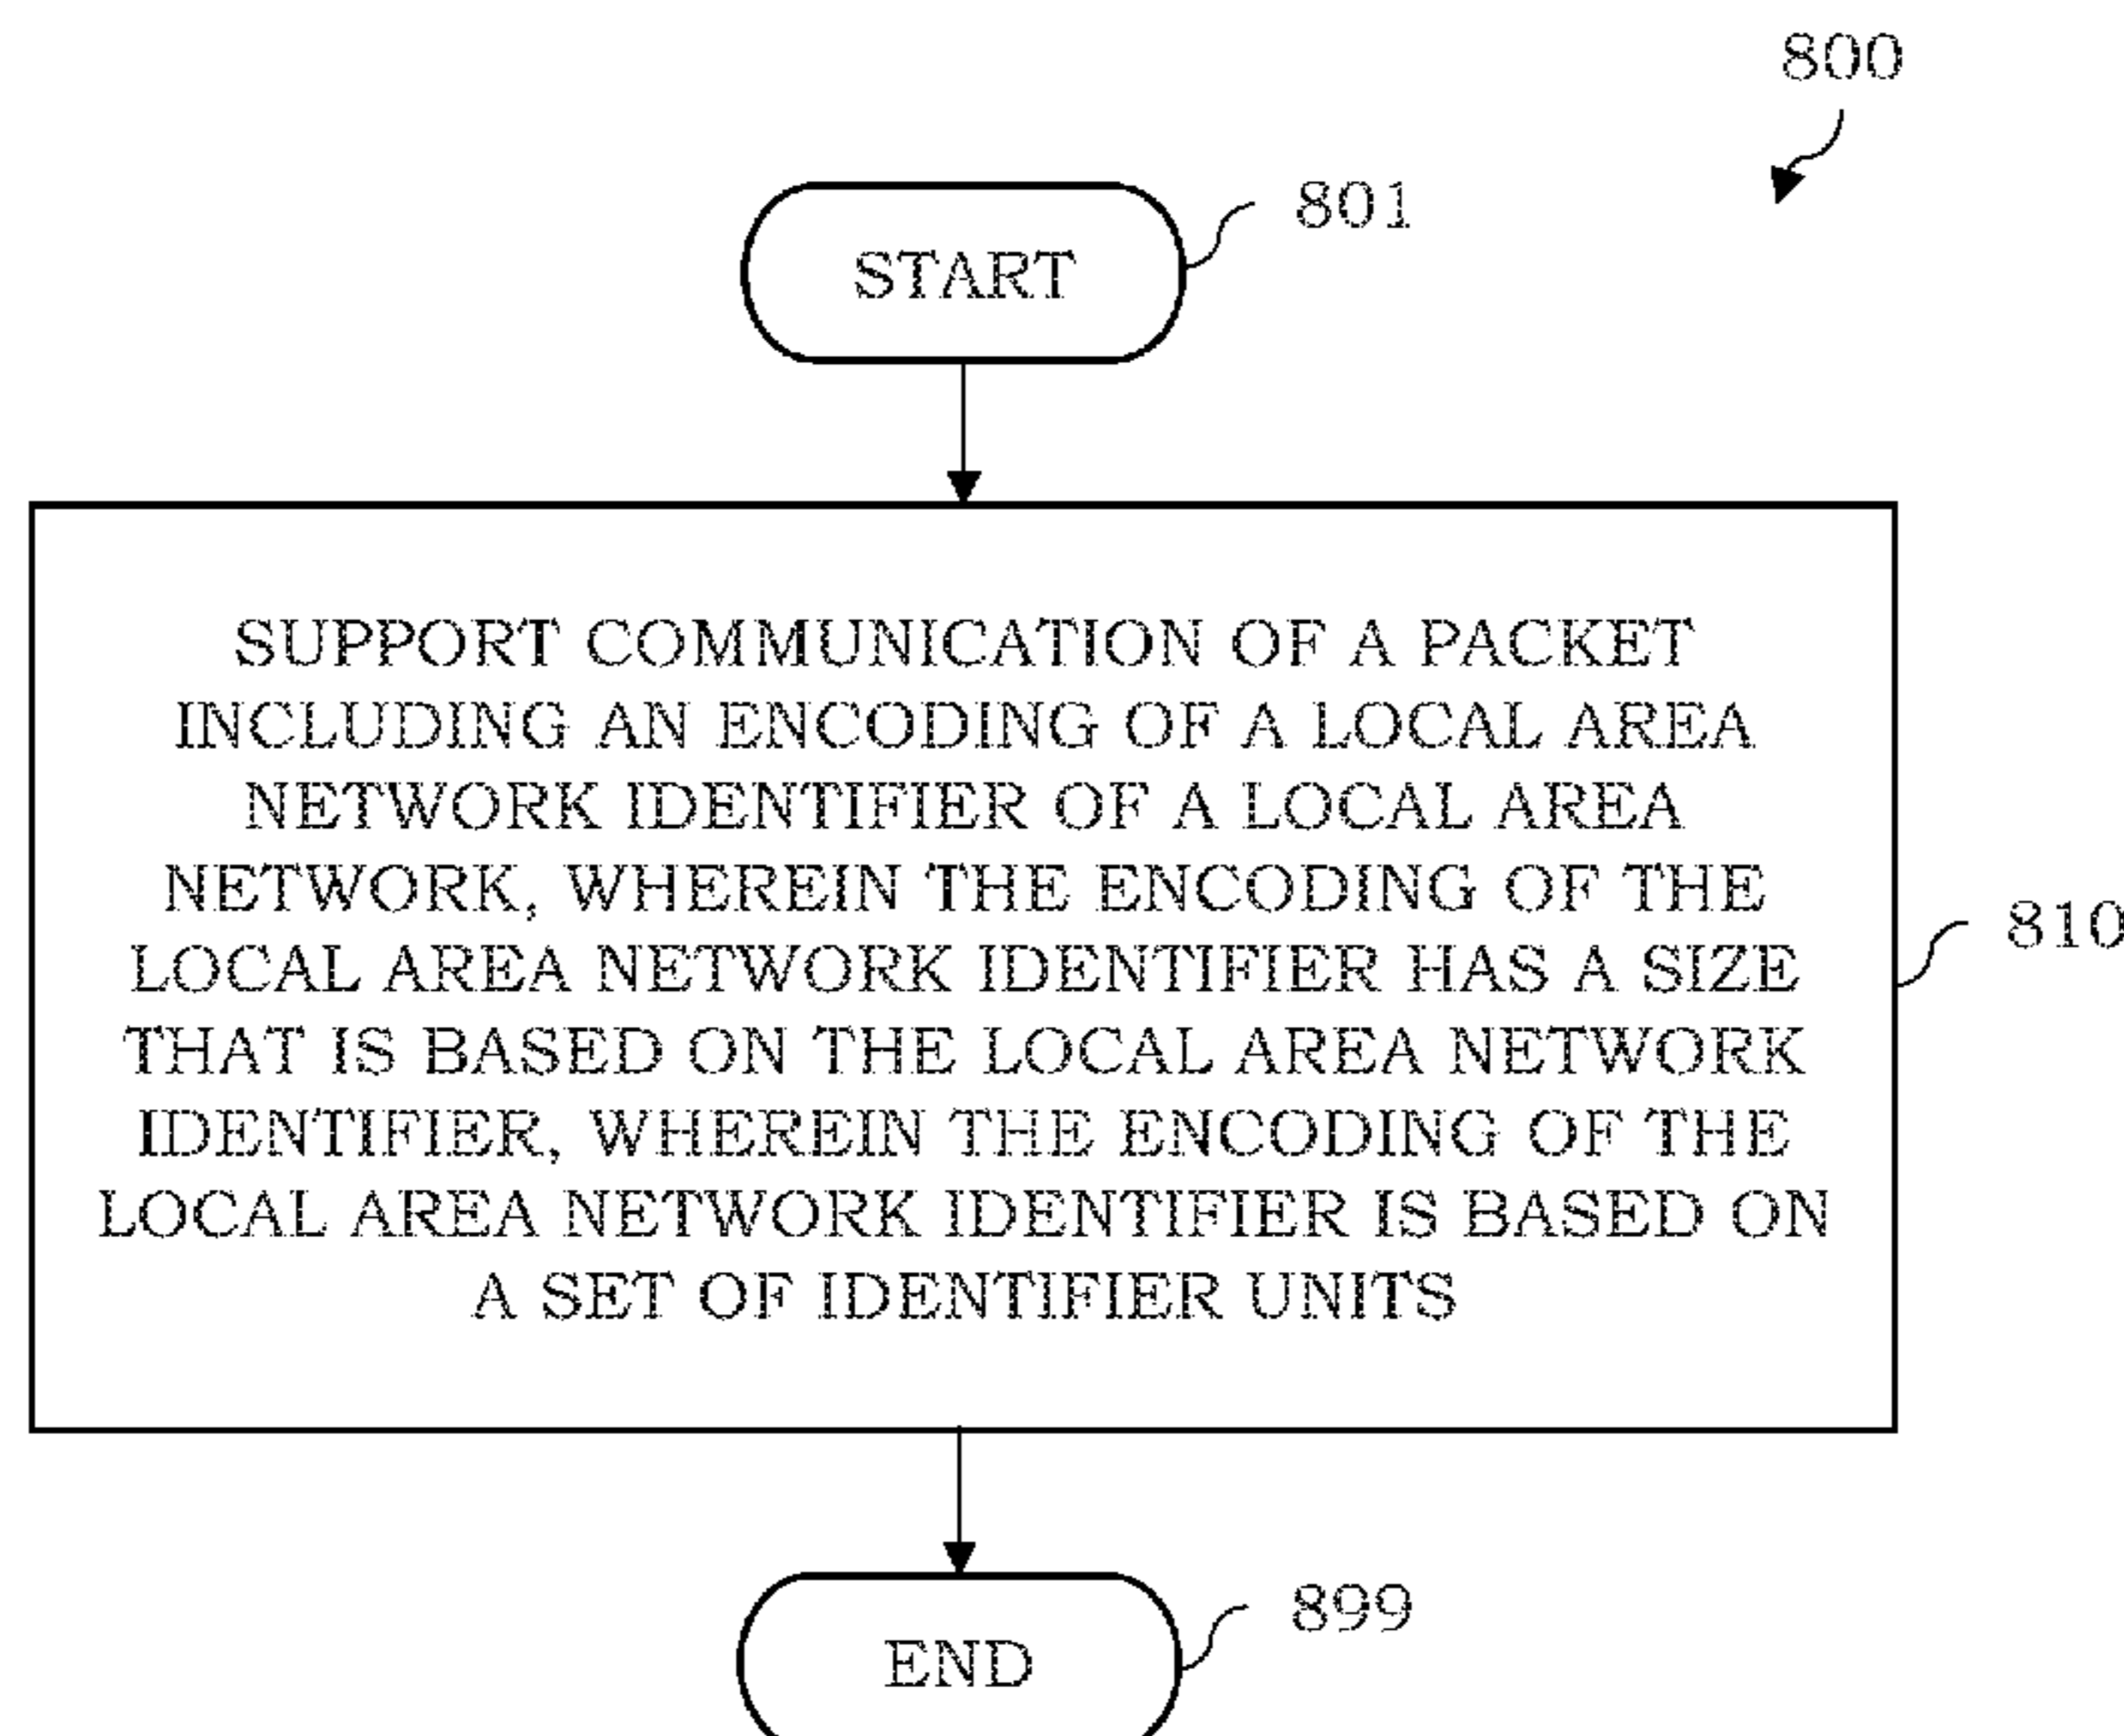 800
801
START
SUPPORT COMMUNICATION OF A PACKET
INCLUDING AN ENCODING OF A LOCAL AREA
NETWORK IDENTIFIER OF A LOCAL AREA
NETWORK, WHEREIN THE ENCODING OF THE
LOCAL AREA NETWORK IDENTIFIER HAS A SIZE
THAT IS BASED ON THE LOCAL AREA NETWORK
IDENTIFIER, WHEREIN THE ENCODING OF THE
LOCAL AREA NETWORK IDENTIFIER IS BASED ON
A SET OF IDENTIFIER UNITS
810
899
END